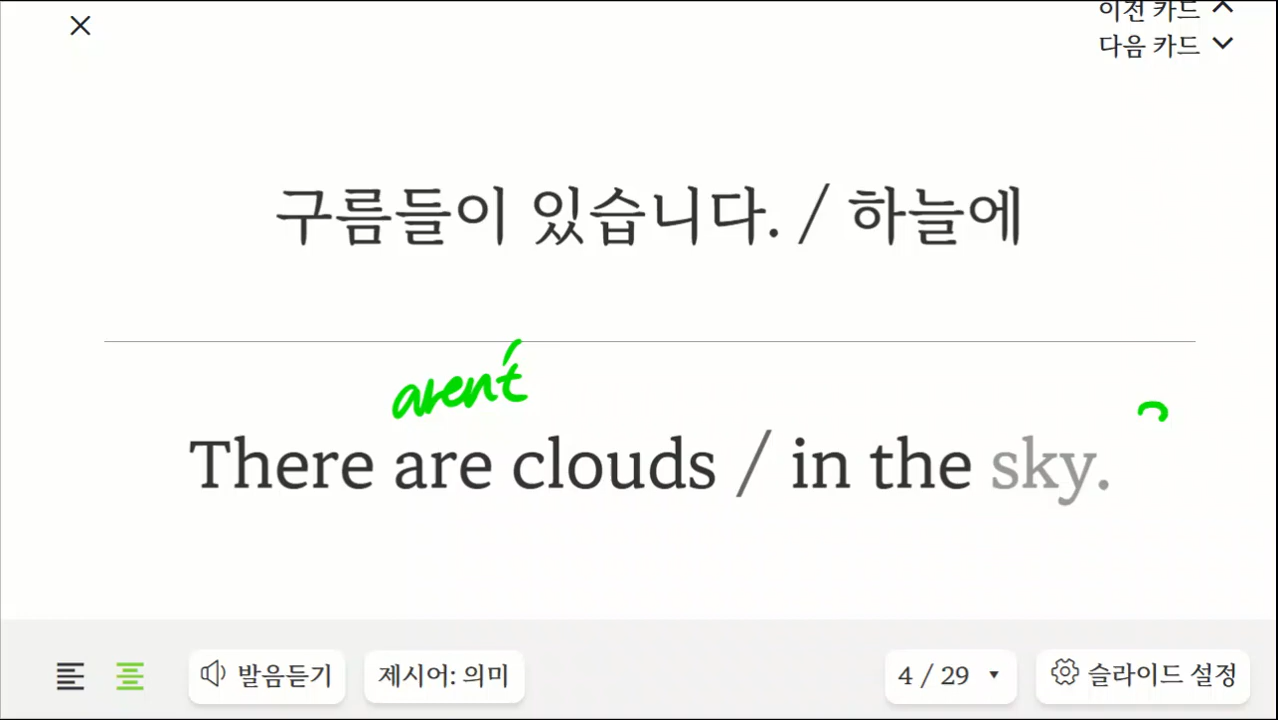 이전 카드
다음 카드
구름들이 있습니다. / 하늘에
aren't
There are clouds / in the sky.
발음듣기
제시어: 의미
4 / 29
슬라이드 설정